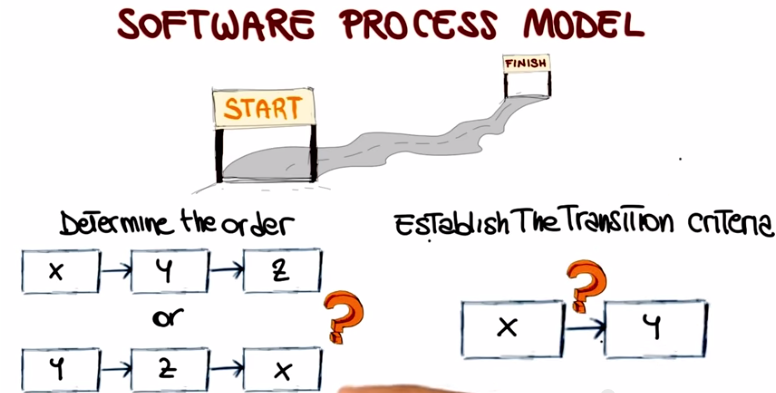 SOFTWARE PROCESS MODEL
FINISH
START
Determine the order
X → Y → Z
or
?
Y → Z → X
Establish The Transition criteria
?
X → Y